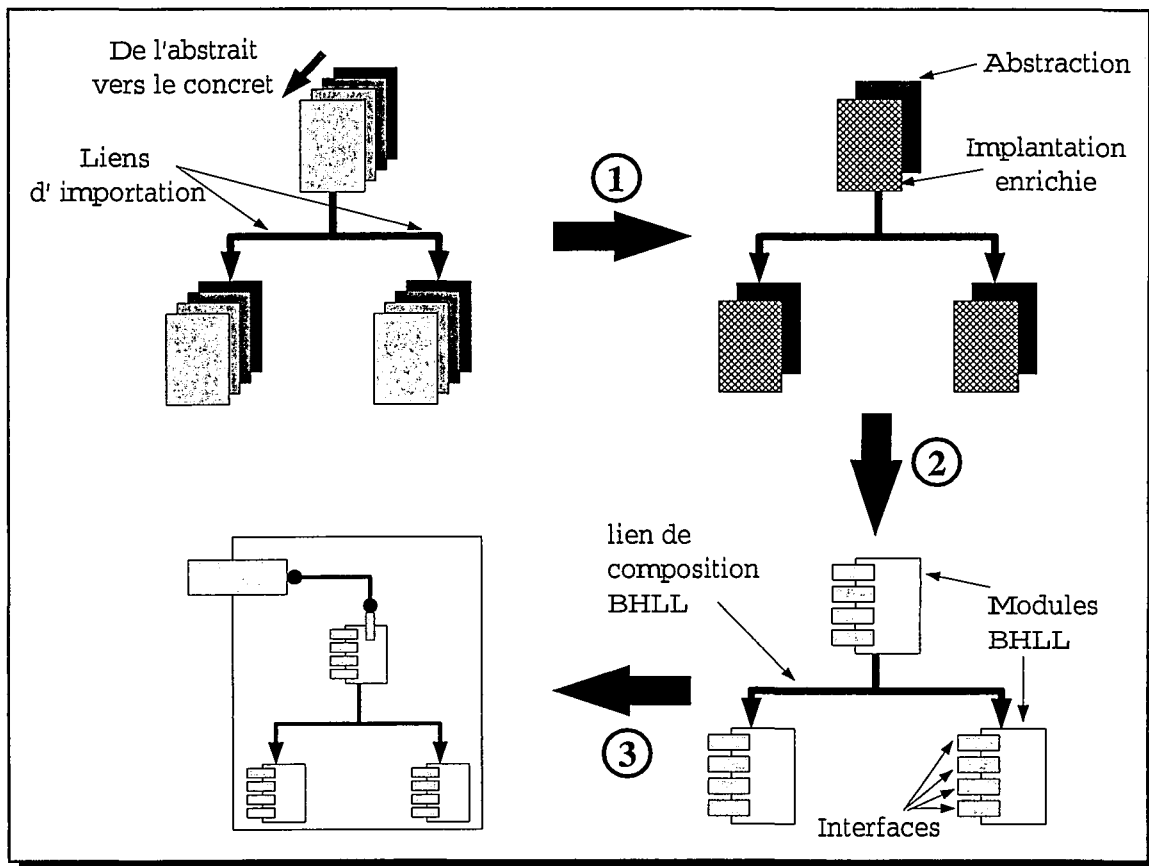 De l'abstrait
vers le concret
Liens
d' importation
1
Abstraction
Implantation
enrichie
2
lien de
composition
BHLL
Modules
BHLL
3
Interfaces